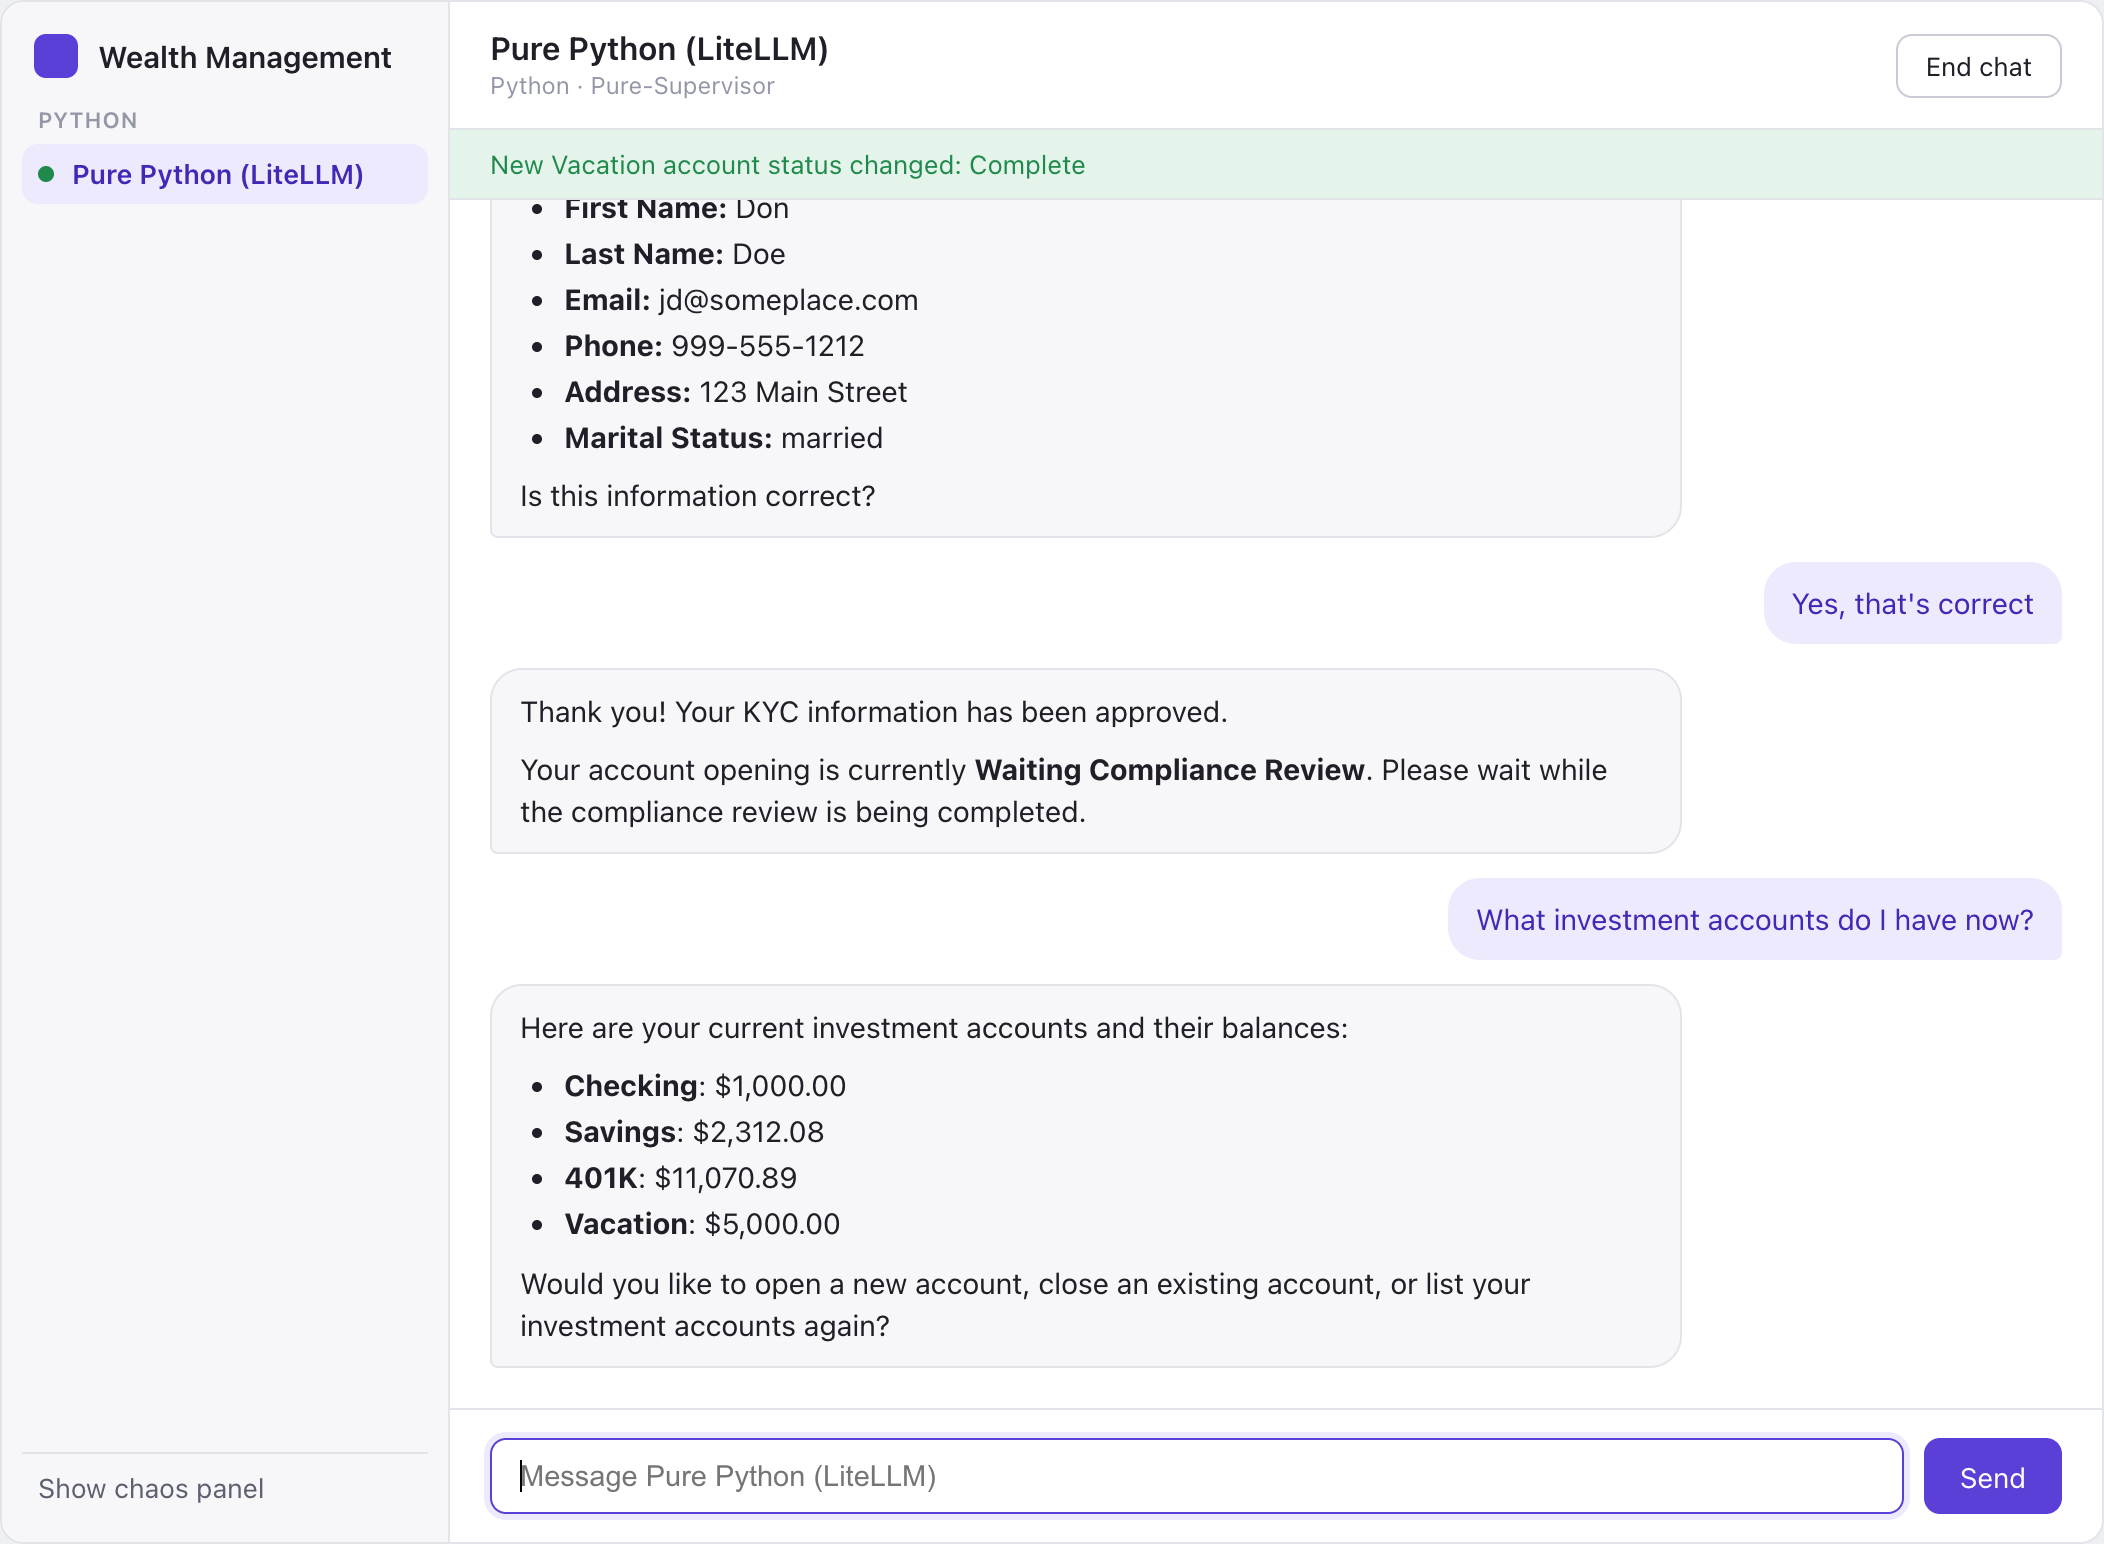 Wealth Management
PYTHON
Pure Python (LiteLLM)
Show chaos panel
Pure Python (LiteLLM)
Python · Pure-Supervisor
End chat
New Vacation account status changed: Complete
First Name: Don
Last Name: Doe
Email: jd@someplace.com
Phone: 999-555-1212
Address: 123 Main Street
Marital Status: married
Is this information correct?
Yes, that's correct
Thank you! Your KYC information has been approved.
Your account opening is currently Waiting Compliance Review. Please wait while
the compliance review is being completed.
What investment accounts do I have now?
Here are your current investment accounts and their balances:
Checking: $1,000.00
Savings: $2,312.08
401K: $11,070.89
Vacation: $5,000.00
Would you like to open a new account, close an existing account, or list your
investment accounts again?
Message Pure Python (LiteLLM)
Send